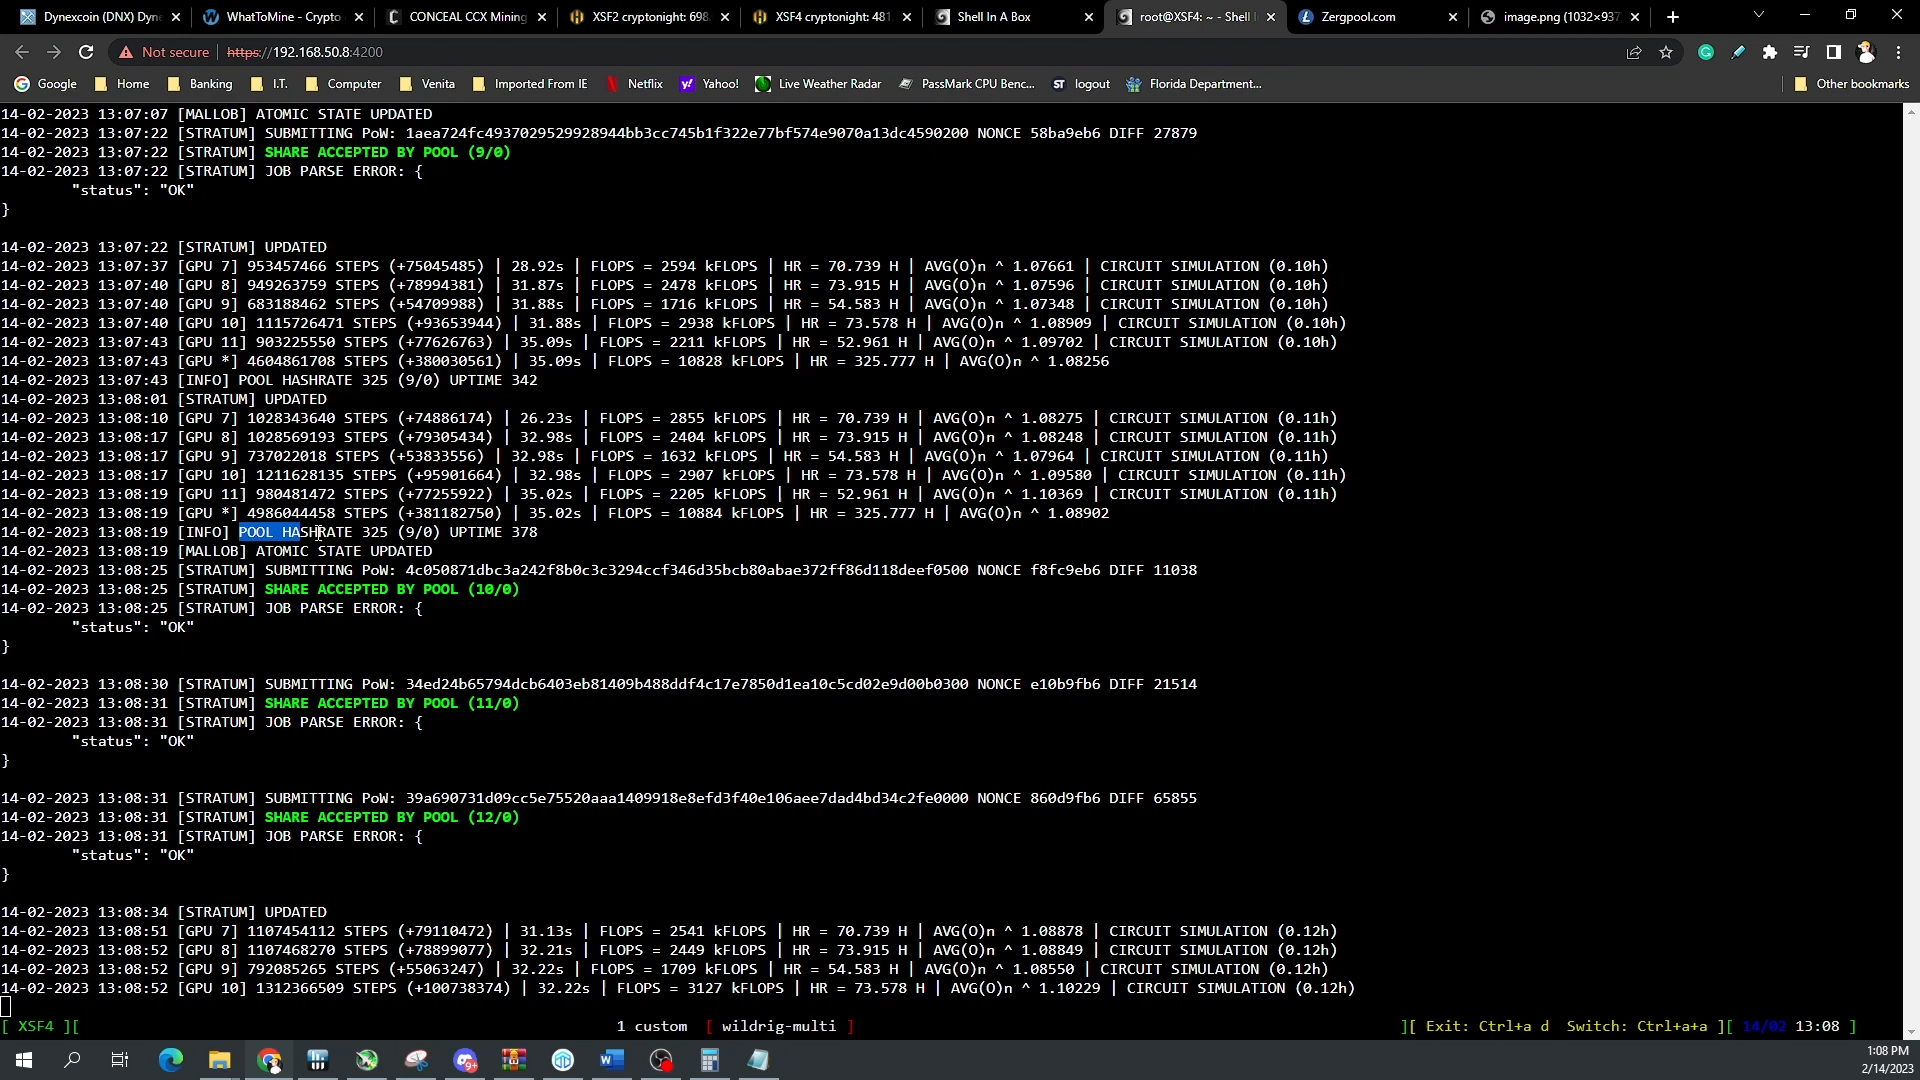 Dynexcoin (DNX) Dyne
WhatToMine - Crypto
CONCEAL CCX Mining
XSF2 cryptonight: 698.
XSF4 cryptonight: 481.
Shell In A Box
root@XSF4: ~ - Shell
Zergpool.com
image.png (1032×937
Not secure https://192.168.50.8:4200
Google Home Banking I.T. Computer Venita Imported From IE Netflix Yahoo! Live Weather Radar PassMark CPU Benc... logout Florida Department... Other bookmarks
14-02-2023 13:07:07 [MALLOB] ATOMIC STATE UPDATED
14-02-2023 13:07:22 [STRATUM] SUBMITTING PoW: 1aea724fc4937029529928944bb3cc745b1f322e77bf574e9070a13dc4590200 NONCE 58ba9eb6 DIFF 27879
14-02-2023 13:07:22 [STRATUM] SHARE ACCEPTED BY POOL (9/0)
14-02-2023 13:07:22 [STRATUM] JOB PARSE ERROR: {
"status": "OK"
}
14-02-2023 13:07:22 [STRATUM] UPDATED
14-02-2023 13:07:37 [GPU 7] 953457466 STEPS (+75045485) | 28.92s | FLOPS = 2594 kFLOPS | HR = 70.739 H | AVG(O)n ^ 1.07661 | CIRCUIT SIMULATION (0.10h)
14-02-2023 13:07:40 [GPU 8] 949263759 STEPS (+78994381) | 31.87s | FLOPS = 2478 kFLOPS | HR = 73.915 H | AVG(O)n ^ 1.07596 | CIRCUIT SIMULATION (0.10h)
14-02-2023 13:07:40 [GPU 9] 683188462 STEPS (+54709988) | 31.88s | FLOPS = 1716 kFLOPS | HR = 54.583 H | AVG(O)n ^ 1.07348 | CIRCUIT SIMULATION (0.10h)
14-02-2023 13:07:40 [GPU 10] 1115726471 STEPS (+93653944) | 31.88s | FLOPS = 2938 kFLOPS | HR = 73.578 H | AVG(O)n ^ 1.08909 | CIRCUIT SIMULATION (0.10h)
14-02-2023 13:07:43 [GPU 11] 903225550 STEPS (+77626763) | 35.09s | FLOPS = 2211 kFLOPS | HR = 52.961 H | AVG(O)n ^ 1.09702 | CIRCUIT SIMULATION (0.10h)
14-02-2023 13:07:43 [GPU *] 4604861708 STEPS (+380030561) | 35.09s | FLOPS = 10828 kFLOPS | HR = 325.777 H | AVG(O)n ^ 1.08256
14-02-2023 13:07:43 [INFO] POOL HASHRATE 325 (9/0) UPTIME 342
14-02-2023 13:08:01 [STRATUM] UPDATED
14-02-2023 13:08:10 [GPU 7] 1028343640 STEPS (+74886174) | 26.23s | FLOPS = 2855 kFLOPS | HR = 70.739 H | AVG(O)n ^ 1.08275 | CIRCUIT SIMULATION (0.11h)
14-02-2023 13:08:17 [GPU 8] 1028569193 STEPS (+79305434) | 32.98s | FLOPS = 2404 kFLOPS | HR = 73.915 H | AVG(O)n ^ 1.08248 | CIRCUIT SIMULATION (0.11h)
14-02-2023 13:08:17 [GPU 9] 737022018 STEPS (+53833556) | 32.98s | FLOPS = 1632 kFLOPS | HR = 54.583 H | AVG(O)n ^ 1.07964 | CIRCUIT SIMULATION (0.11h)
14-02-2023 13:08:17 [GPU 10] 1211628135 STEPS (+95901664) | 32.98s | FLOPS = 2907 kFLOPS | HR = 73.578 H | AVG(O)n ^ 1.09580 | CIRCUIT SIMULATION (0.11h)
14-02-2023 13:08:19 [GPU 11] 980481472 STEPS (+77255922) | 35.02s | FLOPS = 2205 kFLOPS | HR = 52.961 H | AVG(O)n ^ 1.10369 | CIRCUIT SIMULATION (0.11h)
14-02-2023 13:08:19 [GPU *] 4986044458 STEPS (+381182750) | 35.02s | FLOPS = 10884 kFLOPS | HR = 325.777 H | AVG(O)n ^ 1.08902
14-02-2023 13:08:19 [INFO] POOL HASHRATE 325 (9/0) UPTIME 378
14-02-2023 13:08:19 [MALLOB] ATOMIC STATE UPDATED
14-02-2023 13:08:25 [STRATUM] SUBMITTING PoW: 4c050871dbc3a242f8b0c3c3294ccf346d35bcb80abae372ff86d118deef0500 NONCE f8fc9eb6 DIFF 11038
14-02-2023 13:08:25 [STRATUM] SHARE ACCEPTED BY POOL (10/0)
14-02-2023 13:08:25 [STRATUM] JOB PARSE ERROR: {
"status": "OK"
}
14-02-2023 13:08:30 [STRATUM] SUBMITTING PoW: 34ed24b65794dcb6403eb81409b488ddf4c17e7850d1ea10c5cd02e9d00b0300 NONCE e10b9fb6 DIFF 21514
14-02-2023 13:08:31 [STRATUM] SHARE ACCEPTED BY POOL (11/0)
14-02-2023 13:08:31 [STRATUM] JOB PARSE ERROR: {
"status": "OK"
}
14-02-2023 13:08:31 [STRATUM] SUBMITTING PoW: 39a690731d09cc5e75520aaa1409918e8efd3f40e106aee7dad4bd34c2fe0000 NONCE 860d9fb6 DIFF 65855
14-02-2023 13:08:31 [STRATUM] SHARE ACCEPTED BY POOL (12/0)
14-02-2023 13:08:31 [STRATUM] JOB PARSE ERROR: {
"status": "OK"
}
14-02-2023 13:08:34 [STRATUM] UPDATED
14-02-2023 13:08:51 [GPU 7] 1107454112 STEPS (+79110472) | 31.13s | FLOPS = 2541 kFLOPS | HR = 70.739 H | AVG(O)n ^ 1.08878 | CIRCUIT SIMULATION (0.12h)
14-02-2023 13:08:52 [GPU 8] 1107468270 STEPS (+78899077) | 32.21s | FLOPS = 2449 kFLOPS | HR = 73.915 H | AVG(O)n ^ 1.08849 | CIRCUIT SIMULATION (0.12h)
14-02-2023 13:08:52 [GPU 9] 792085265 STEPS (+55063247) | 32.22s | FLOPS = 1709 kFLOPS | HR = 54.583 H | AVG(O)n ^ 1.08550 | CIRCUIT SIMULATION (0.12h)
14-02-2023 13:08:52 [GPU 10] 1312366509 STEPS (+100738374) | 32.22s | FLOPS = 3127 kFLOPS | HR = 73.578 H | AVG(O)n ^ 1.10229 | CIRCUIT SIMULATION (0.12h)
[ XSF4 ][ 1 custom [ wildrig-multi ] ][ Exit: Ctrl+a d Switch: Ctrl+a+a ][ 14/02 13:08 ]
1:08 PM
2/14/2023